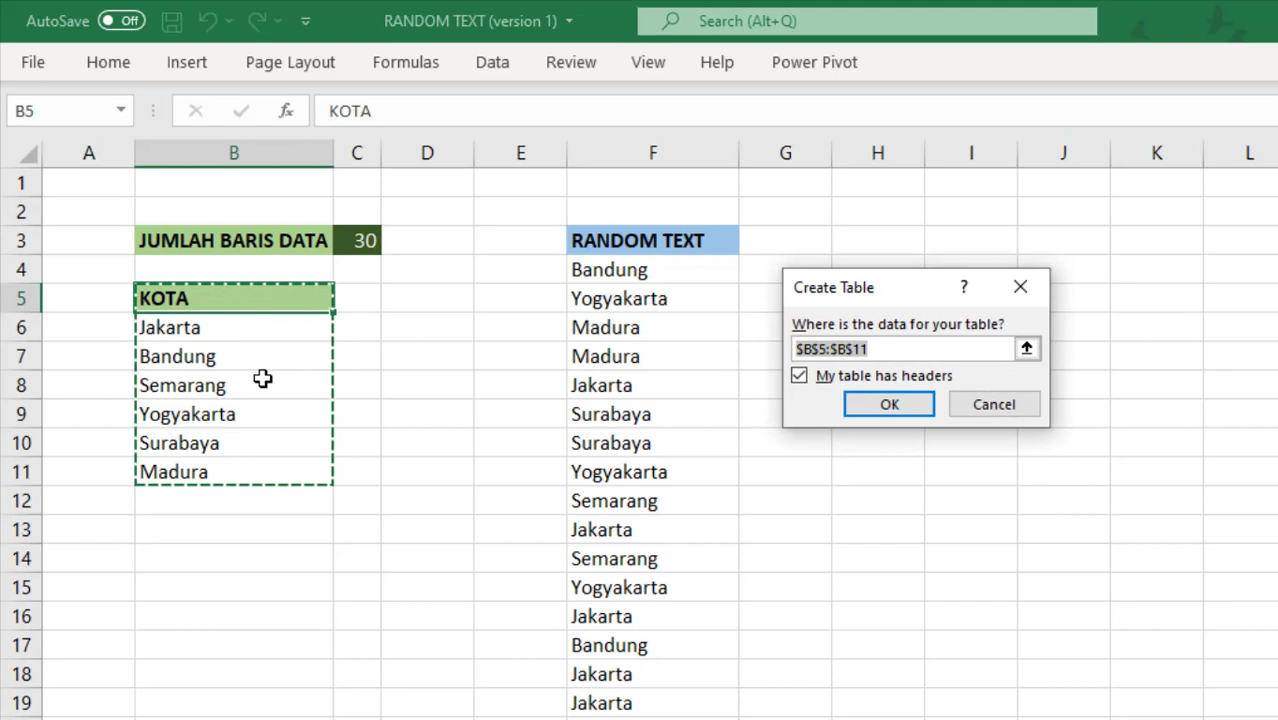 AutoSave Off RANDOM TEXT (version 1) Search (Alt+Q)
File Home Insert Page Layout Formulas Data Review View Help Power Pivot
B5 fx KOTA
A B C D E F G H I J K L
1
2
3 JUMLAH BARIS DATA 30 RANDOM TEXT
4 Bandung
5 KOTA Yogyakarta
6 Jakarta Madura
7 Bandung Madura
8 Semarang Jakarta
9 Yogyakarta Surabaya
10 Surabaya Surabaya
11 Madura Yogyakarta
12 Semarang
13 Jakarta
14 Semarang
15 Yogyakarta
16 Jakarta
17 Bandung
18 Jakarta
19 Jakarta
Create Table ?
Where is the data for your table?
$B$5:$B$11
My table has headers
OK Cancel